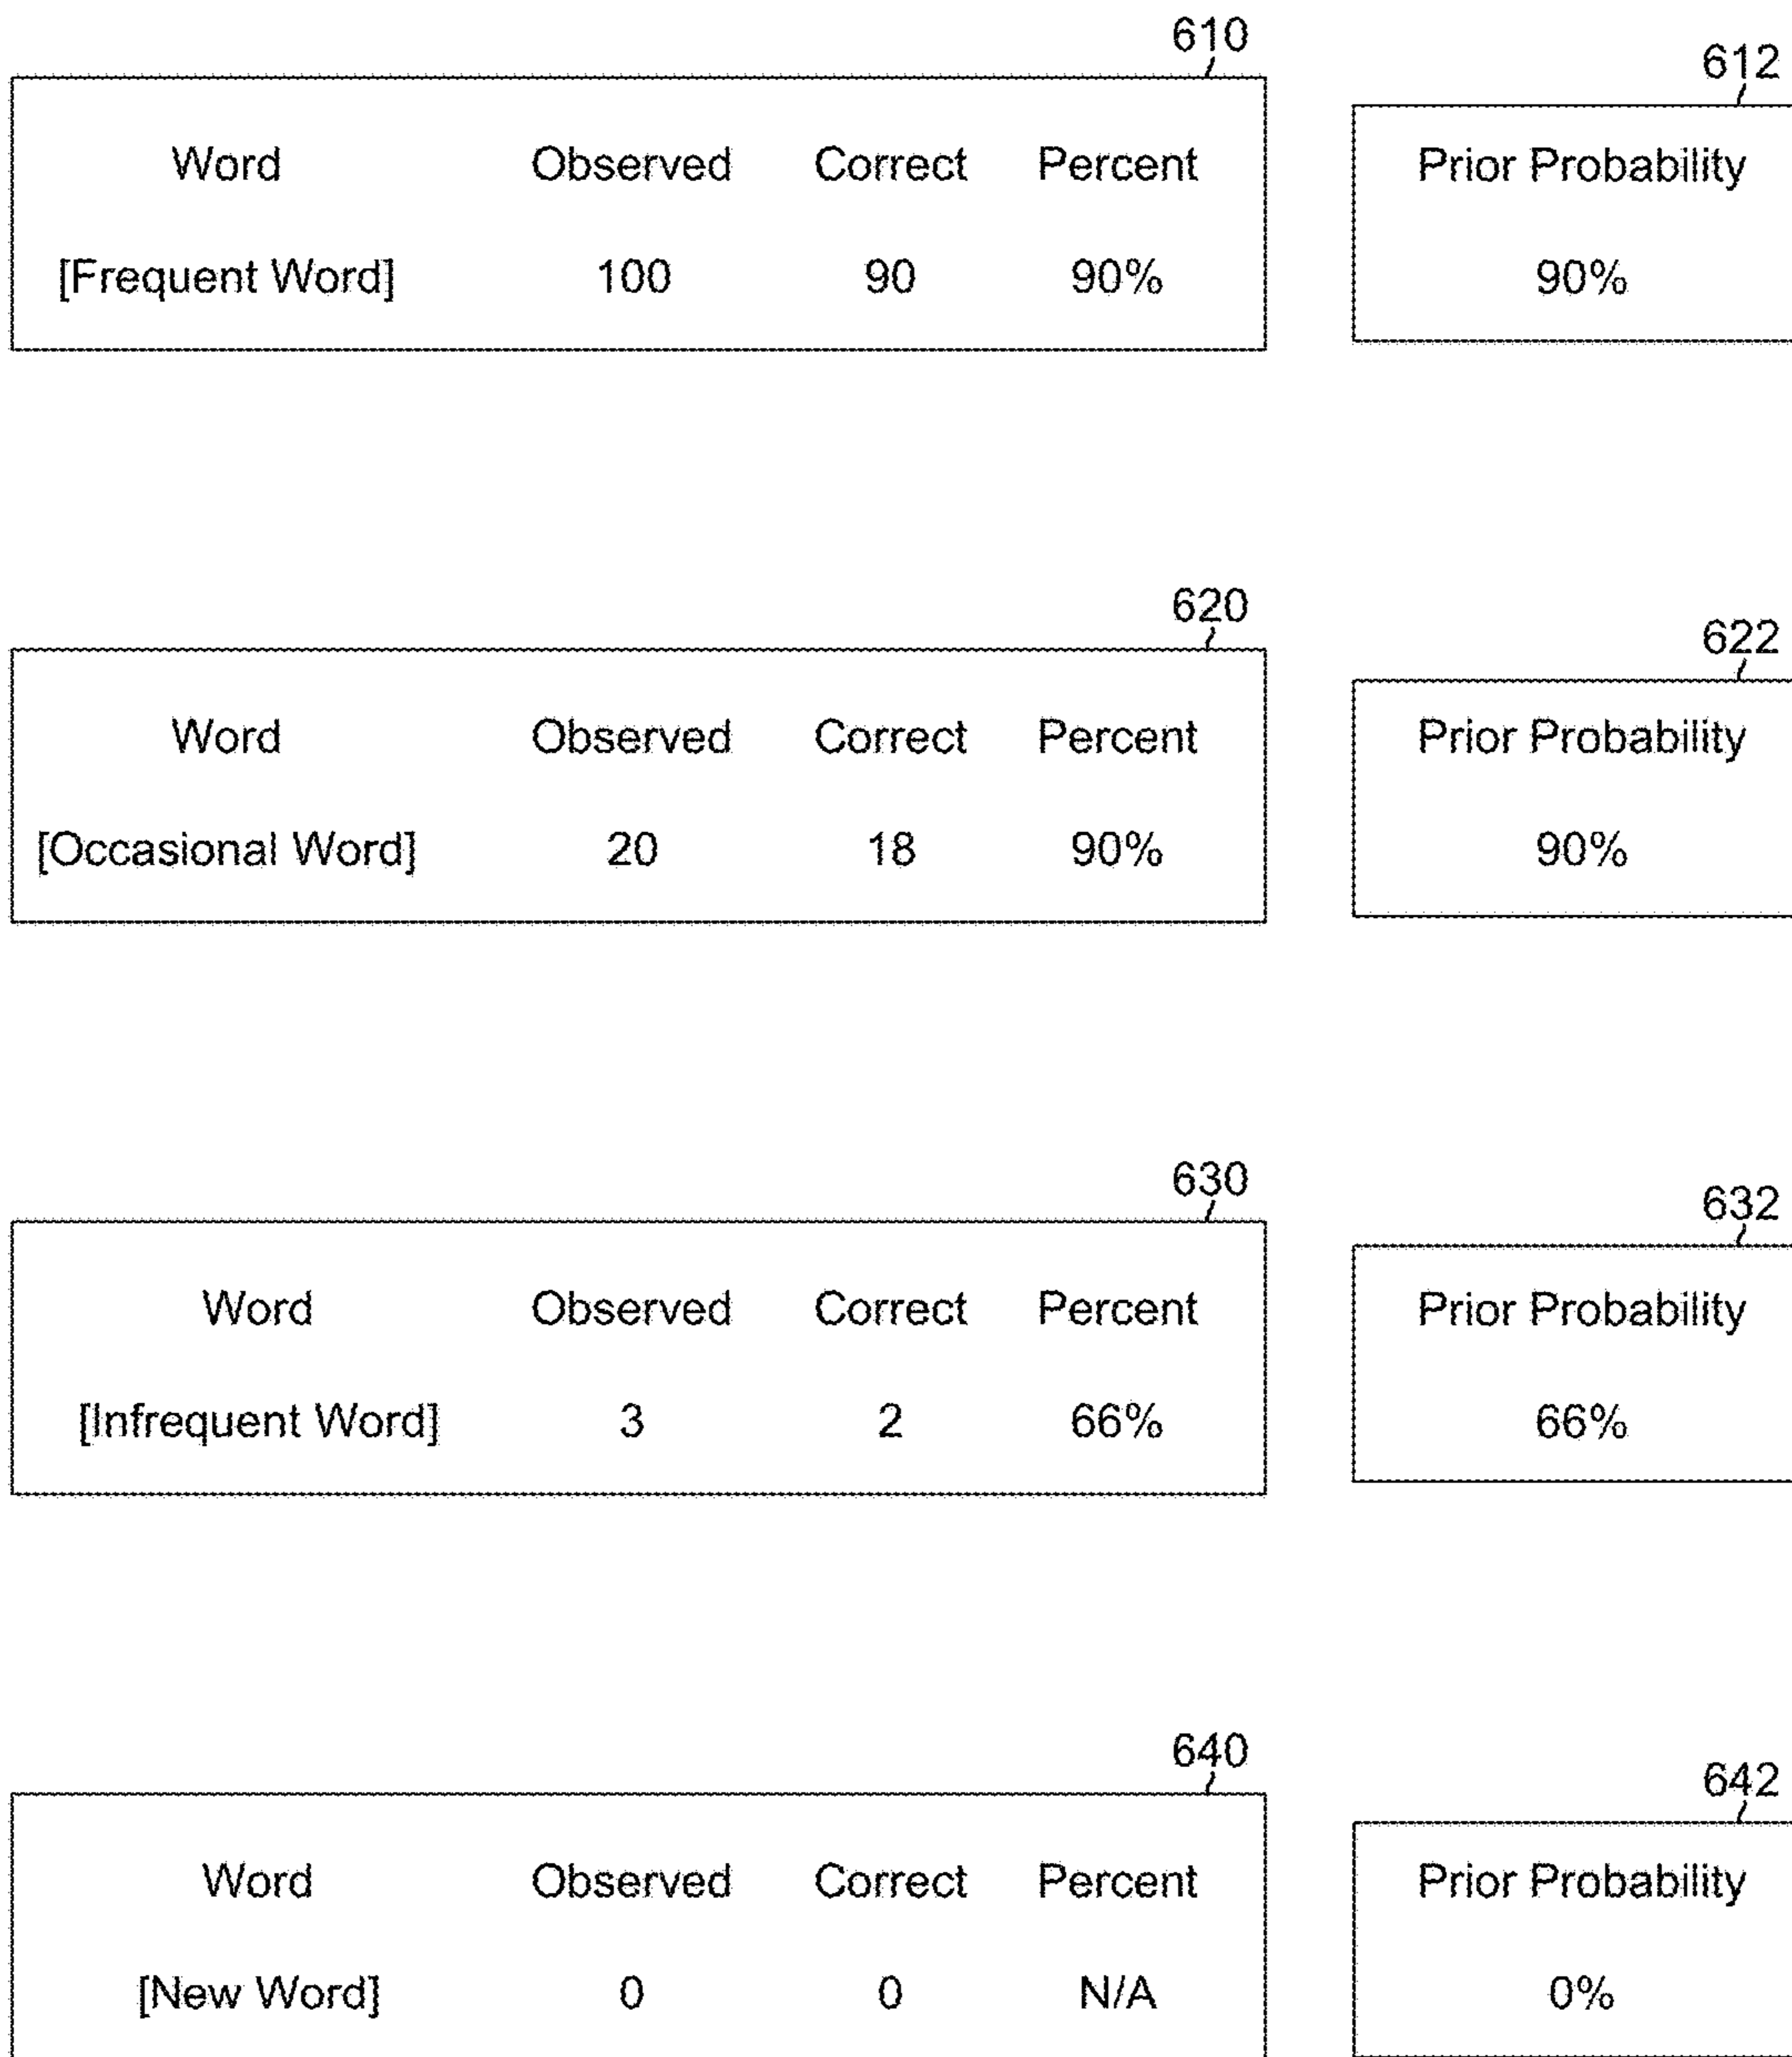 610
612
Word Observed Correct Percent Prior Probability
[Frequent Word] 100 90 90% 90%
620
622
Word Observed Correct Percent Prior Probability
[Occasional Word] 20 18 90% 90%
630
632
Word Observed Correct Percent Prior Probability
[Infrequent Word] 3 2 66% 66%
640
642
Word Observed Correct Percent Prior Probability
[New Word] 0 0 N/A 0%